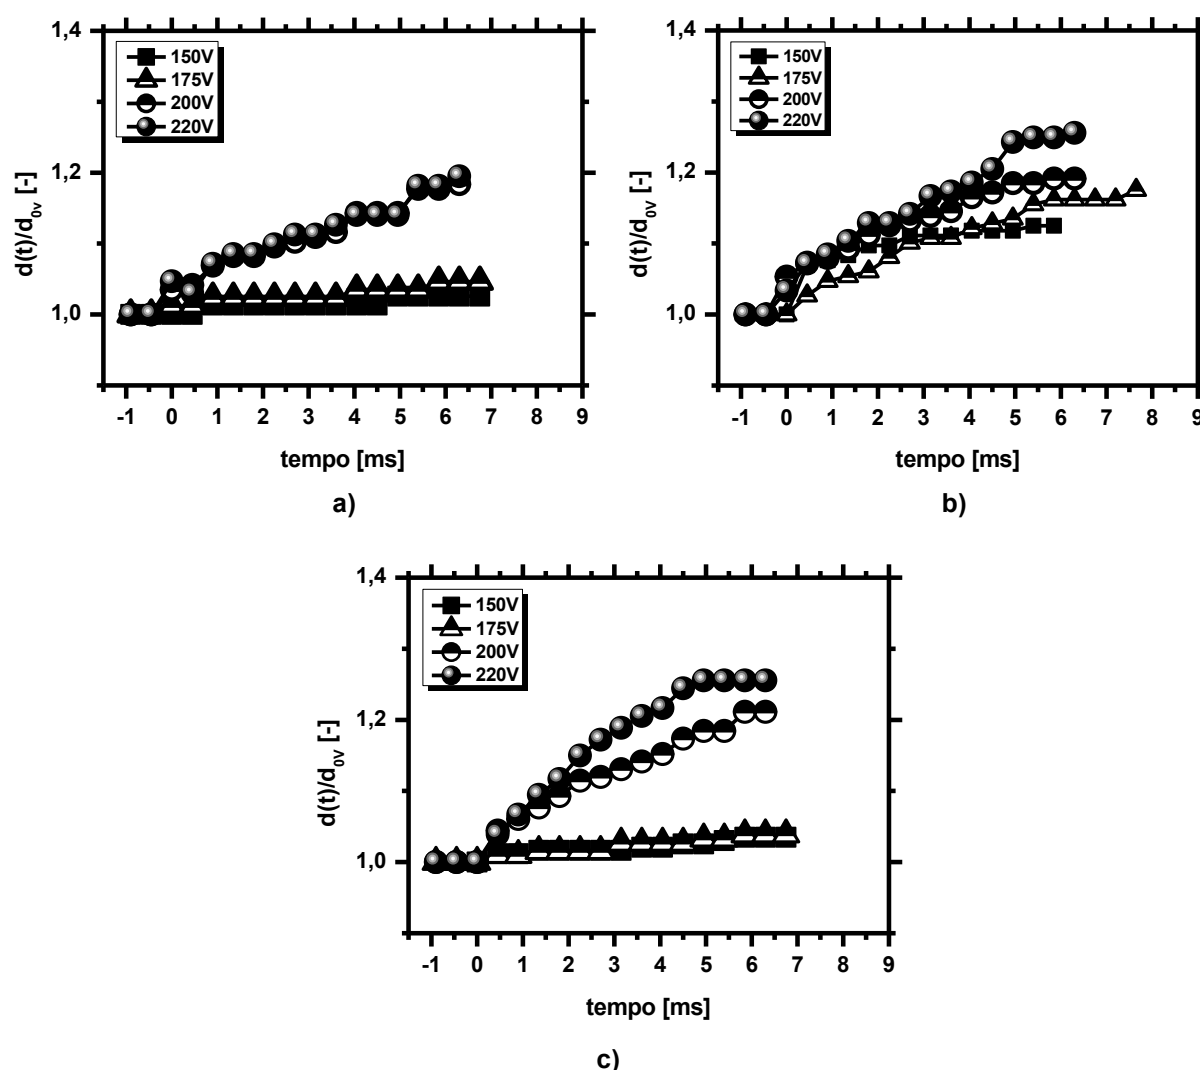 1,4
1,2
1,0
d(t)/d0V [-]
150V
175V
200V
220V
-1 0 1 2 3 4 5 6 7 8 9
tempo [ms]
a)
1,4
1,2
1,0
d(t)/d0V [-]
150V
175V
200V
220V
-1 0 1 2 3 4 5 6 7 8 9
tempo [ms]
b)
1,4
1,2
1,0
d(t)/d0V [-]
150V
175V
200V
220V
-1 0 1 2 3 4 5 6 7 8 9
tempo [ms]
c)